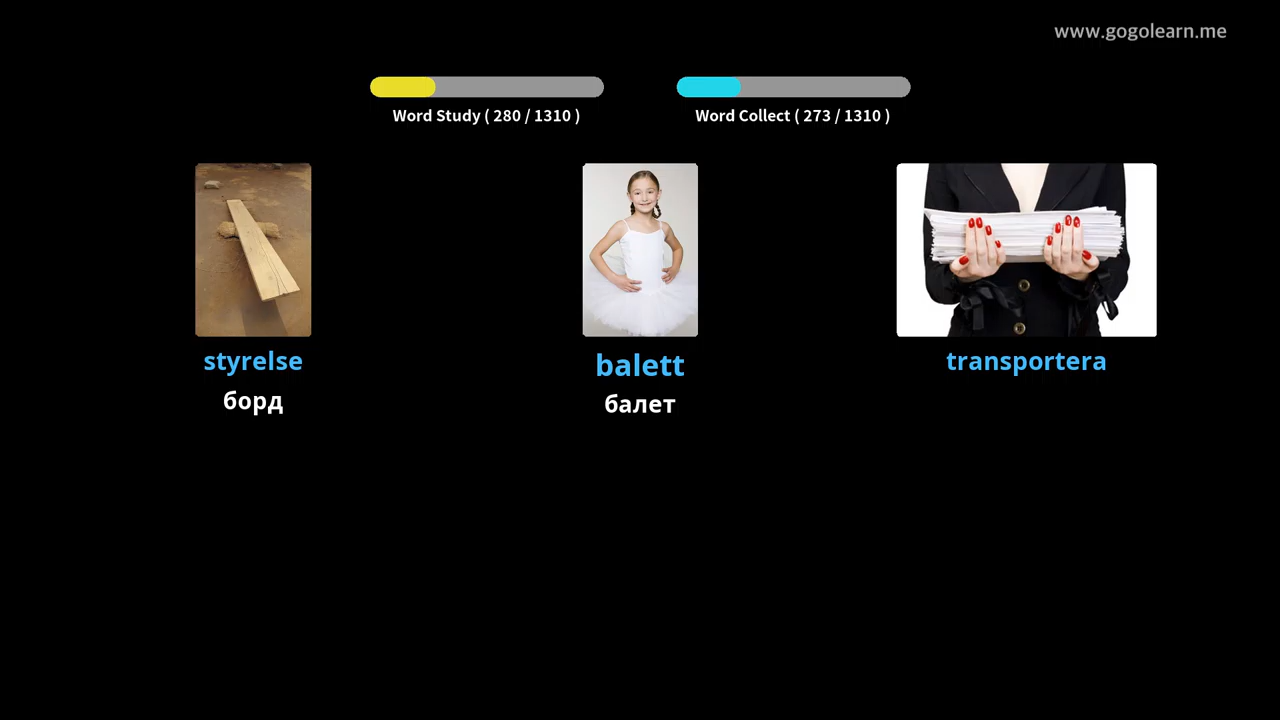 www.gogolearn.me
Word Study ( 280 / 1310 )
Word Collect ( 273 / 1310 )
styrelse
борд
balett
балет
transportera